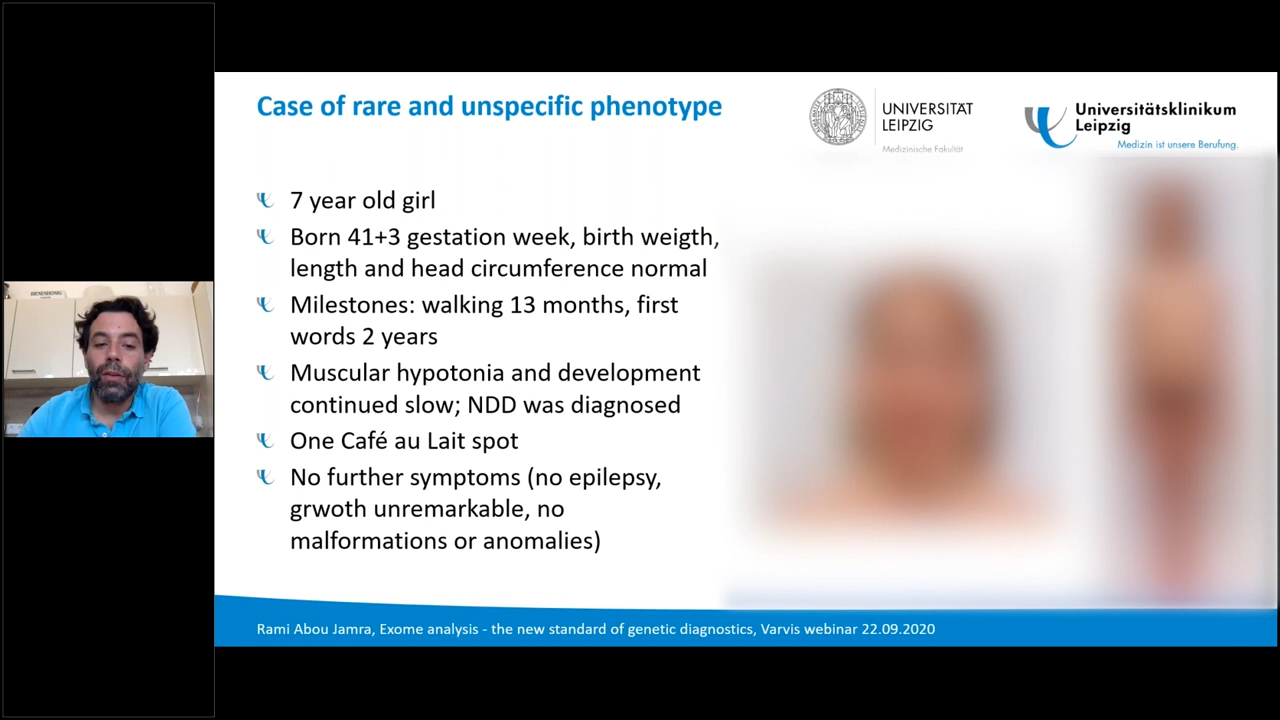 Case of rare and unspecific phenotype
UNIVERSITÄT
LEIPZIG
Medizinische Fakultät
Universitätsklinikum
Leipzig
Medizin ist unsere Berufung.
7 year old girl
Born 41+3 gestation week, birth weigth,
length and head circumference normal
Milestones: walking 13 months, first
words 2 years
Muscular hypotonia and development
continued slow; NDD was diagnosed
One Café au Lait spot
No further symptoms (no epilepsy,
grwoth unremarkable, no
malformations or anomalies)
Rami Abou Jamra, Exome analysis - the new standard of genetic diagnostics, Varvis webinar 22.09.2020